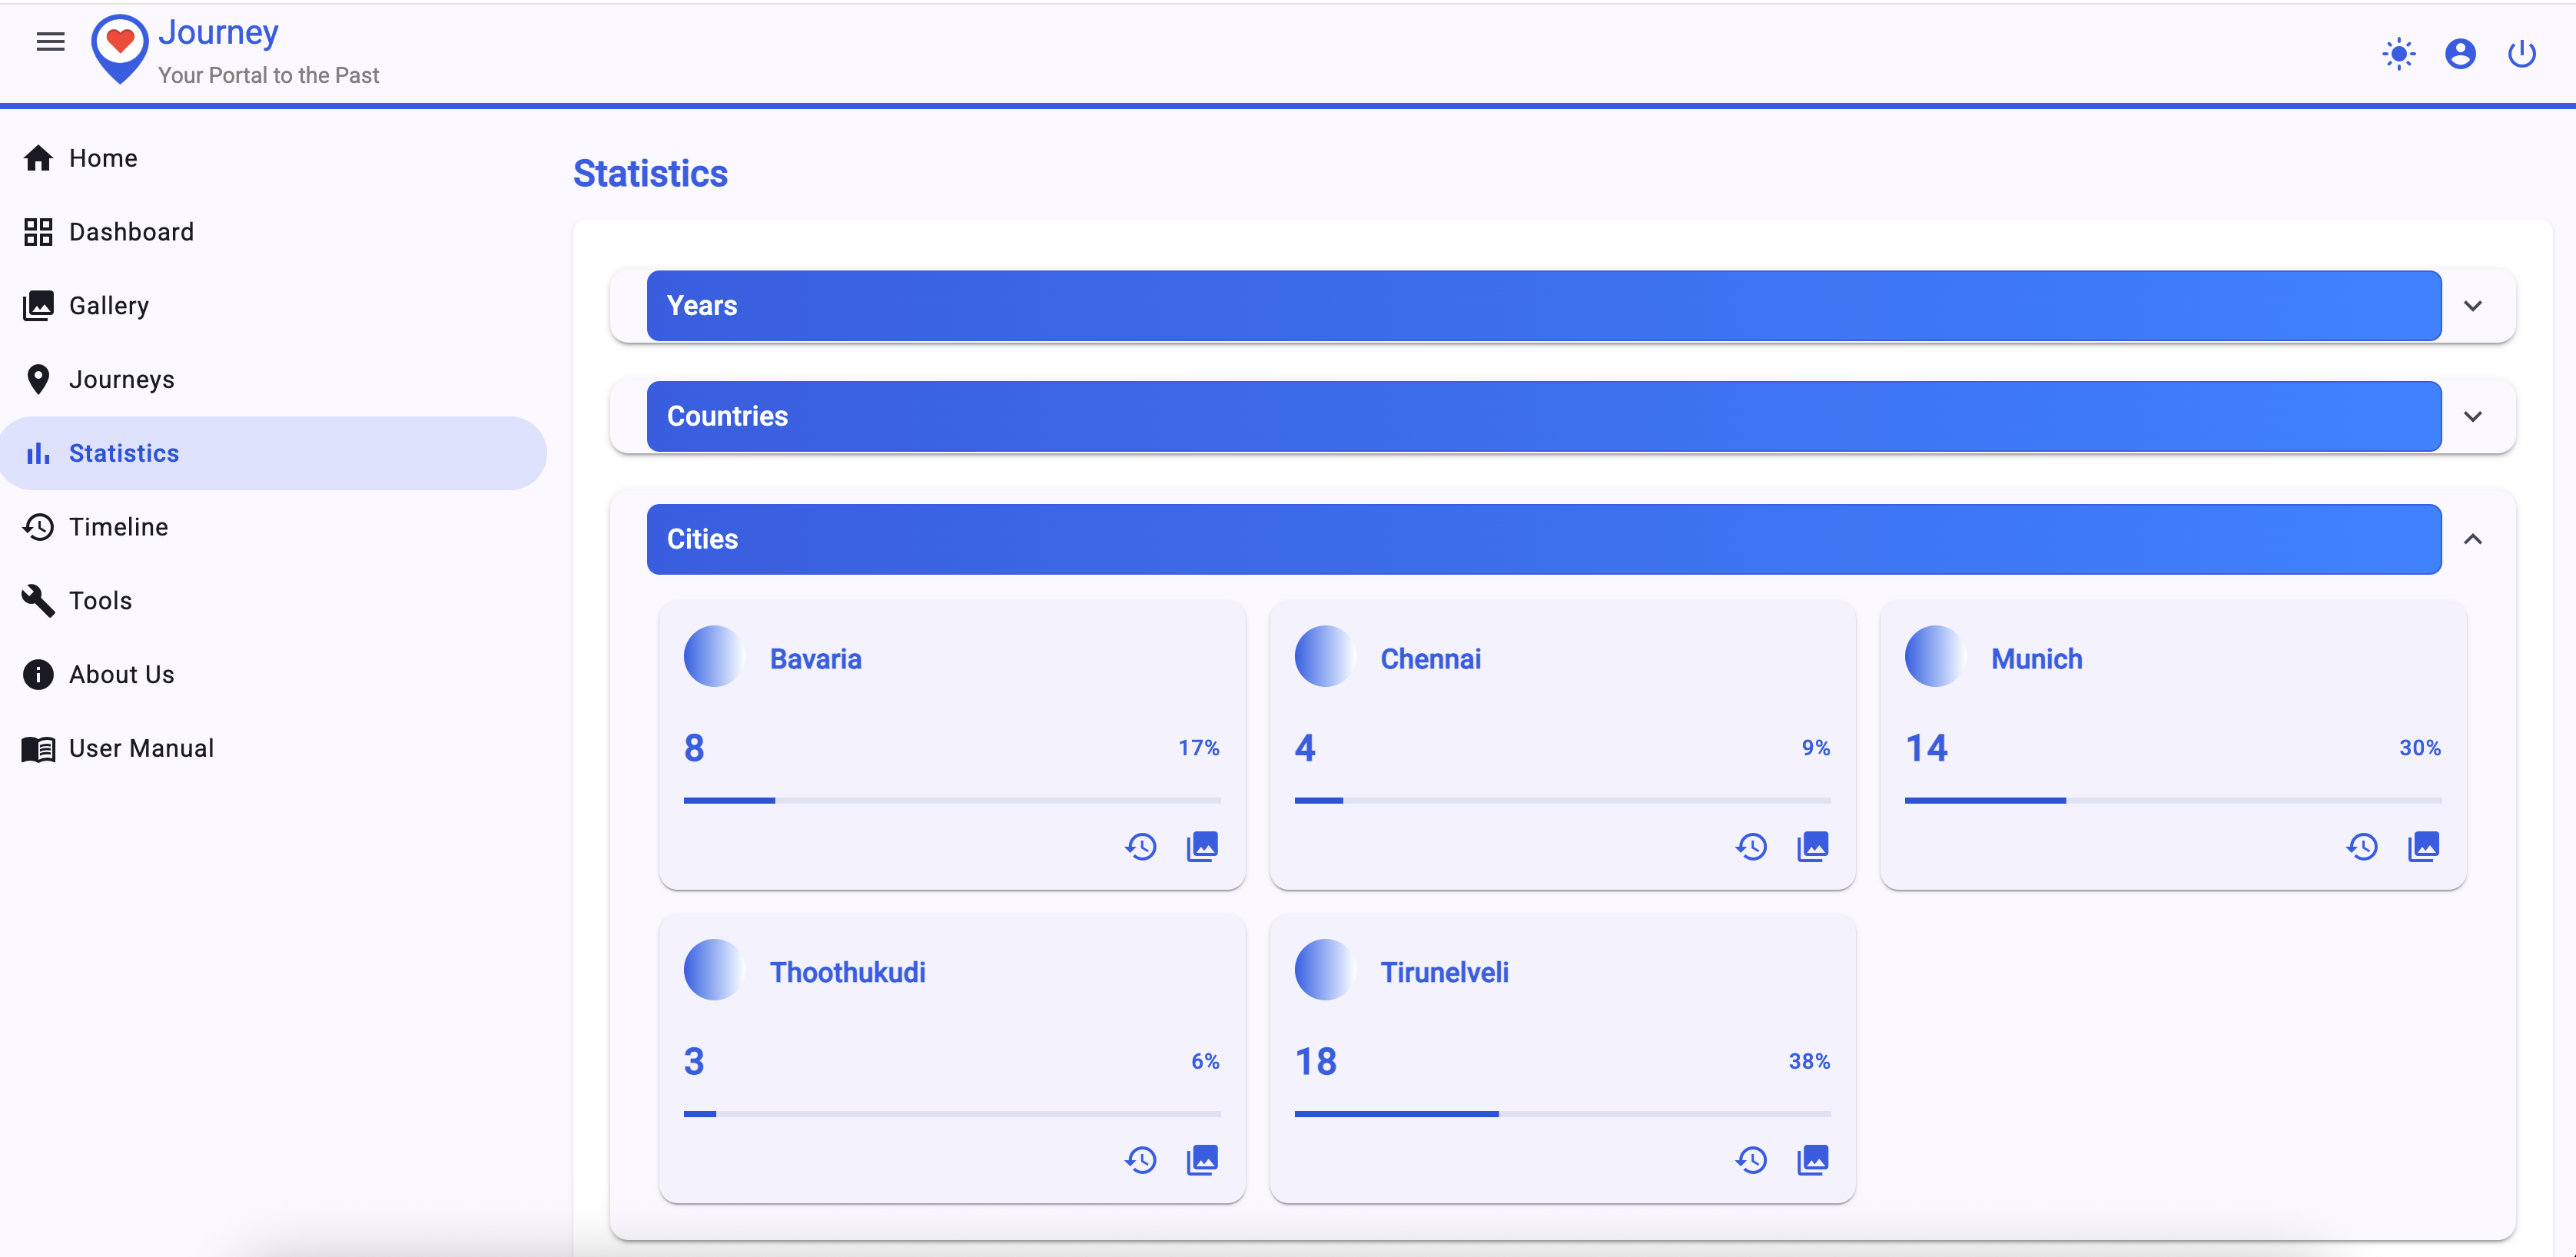 Journey
Your Portal to the Past
Home
Dashboard
Gallery
Journeys
Statistics
Timeline
Tools
About Us
User Manual
Statistics
Years
Countries
Cities
Bavaria
8 17%
Chennai
4 9%
Munich
14 30%
Thoothukudi
3 6%
Tirunelveli
18 38%